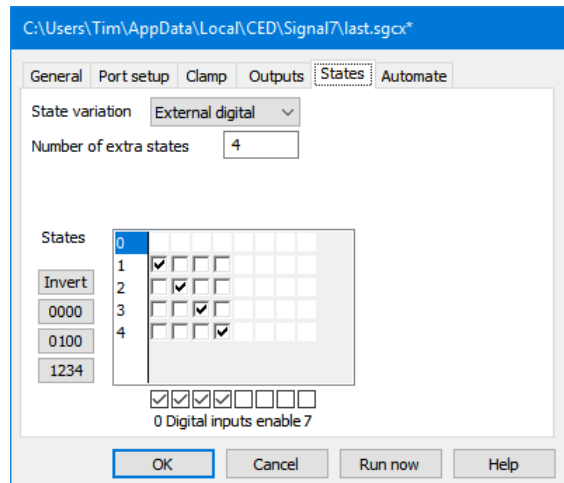 C:\Users\Tim\AppData\Local\CED\Signal7\last.sgcx*
General Port setup Clamp Outputs States Automate
State variation External digital
Number of extra states 4
States
0
1
Invert
2
0000
3
0100
4
1234
0 Digital inputs enable 7
OK Cancel Run now Help